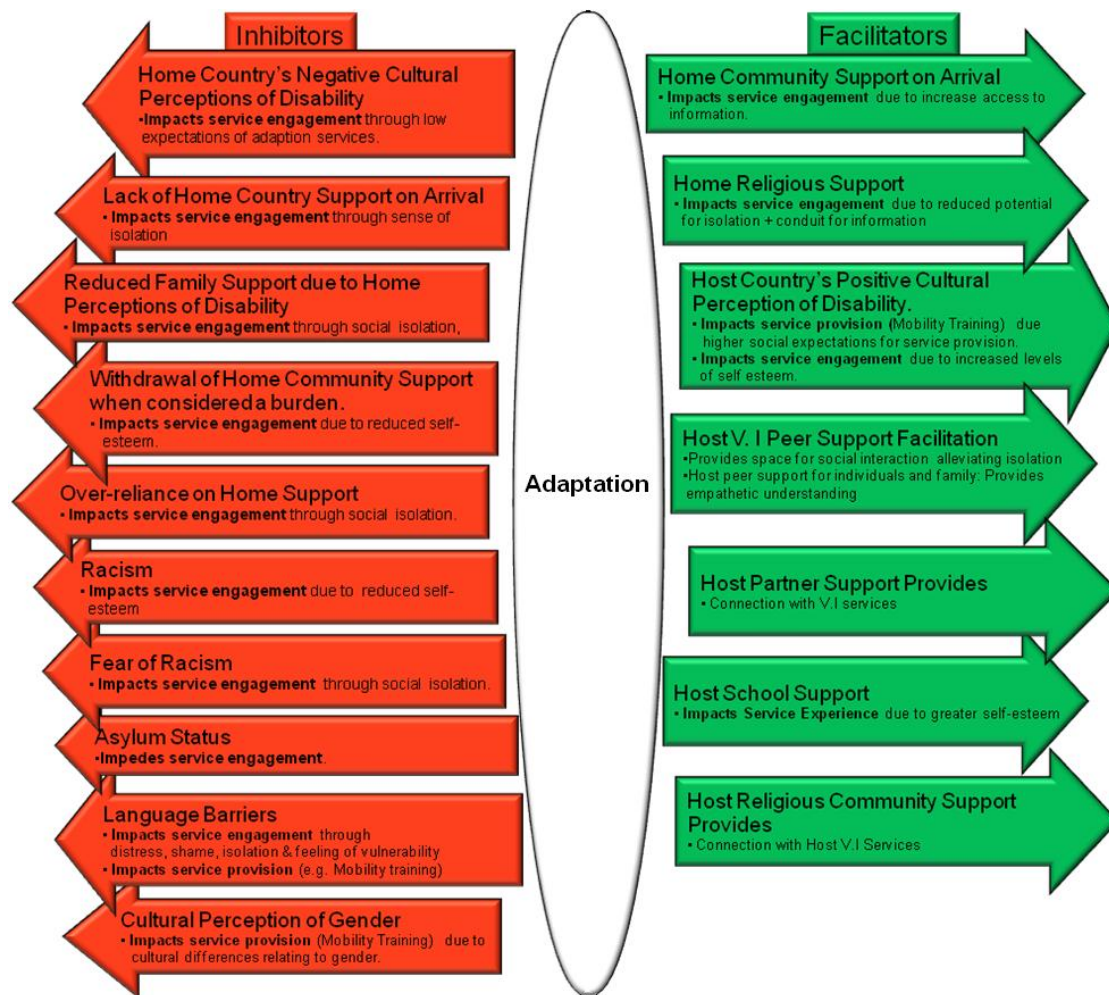 Inhibitors
Home Country's Negative Cultural
Perceptions of Disability
•Impacts service engagement through low
expectations of adaption services.
Lack of Home Country Support on Arrival
• Impacts service engagement through sense of
isolation
Reduced Family Support due to Home
Perceptions of Disability
• Impacts service engagement through social isolation,
Withdrawal of Home Community Support
when considered a burden.
• Impacts service engagement due to reduced self-
esteem.
Over-reliance on Home Support
• Impacts service engagement through social isolation.
Racism
• Impacts service engagement due to reduced self-
esteem
Fear of Racism
• Impacts service engagement through social isolation.
Asylum Status
•Impedes service engagement.
Language Barriers
• Impacts service engagement through
distress, shame, isolation & feeling of vulnerability
• Impacts service provision (e.g. Mobility training)
Cultural Perception of Gender
• Impacts service provision (Mobility Training) due to
cultural differences relating to gender.
Adaptation
Facilitators
Home Community Support on Arrival
• Impacts service engagement due to increase access to
information.
Home Religious Support
• Impacts service engagement due to reduced potential
for isolation + conduit for information
Host Country's Positive Cultural
Perception of Disability.
• Impacts service provision (Mobility Training) due
higher social expectations for service provision.
• Impacts service engagement due to increased levels
of self esteem.
Host V. I Peer Support Facilitation
•Provides space for social interaction alleviating isolation
•Host peer support for individuals and family: Provides
empathetic understanding
Host Partner Support Provides
• Connection with V.I services
Host School Support
• Impacts Service Experience due to greater self-esteem
Host Religious Community Support
Provides
• Connection with Host V.I Services